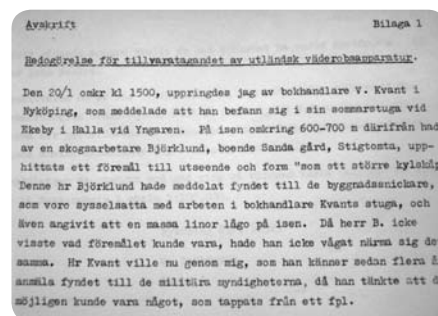 Avskrift Bilaga 1
Redogörelse för tillvaratagandet av utländsk väderobsapparatur.
Den 20/1 omkr kl 1500, uppringdes jag av bokhandlare V. Kvant i
Nyköping, som meddelade att han befann sig i sin sommarstuga vid
Ekeby i Halla vid Yngaren. På isen omkring 600-700 m därifrån had
av en skogsarbetare Björklund, boende Sanda gård, Stigtomta, upp-
hittats ett föremål till utseende och form "som ett större kylskåp
Denne hr Björklund hade meddelat fyndet till de byggnadssnickare,
som voro sysselsatta med arbeten i bokhandlare Kvants stuga, och
även angivit att en massa linor lågo på isen. Då herr B. icke
visste vad föremålet kunde vara, hade han icke vågat närma sig de
samma. Hr Kvant ville nu genom mig, som han känner sedan flera å
anmäla fyndet till de militära myndigheterna, då han tänkte att d
möjligen kunde vara något, som tappats från ett fpl.